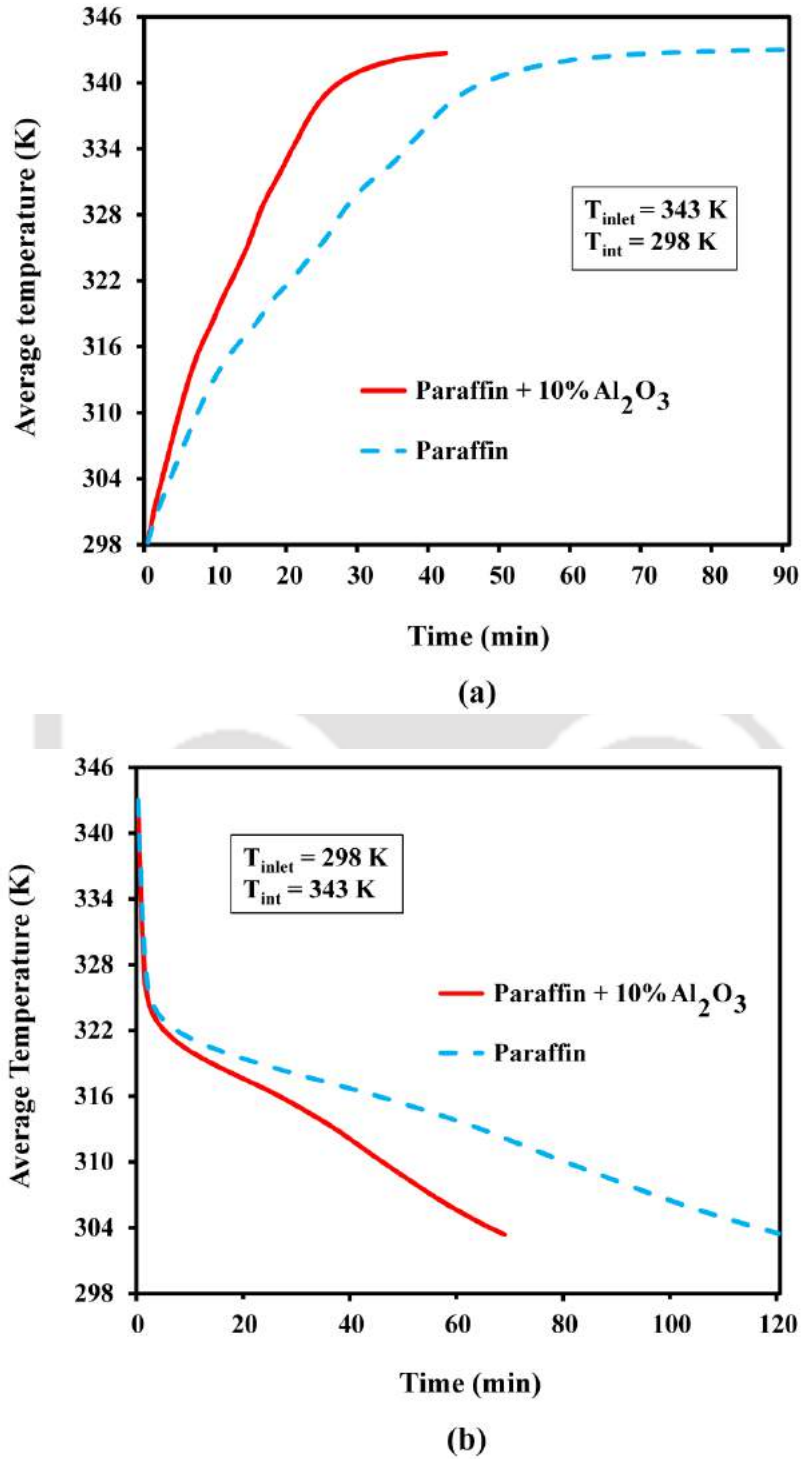 346
340
334
328
322
316
310
304
298
Average temperature (K)
T_inlet = 343 K
T_int = 298 K
Paraffin + 10% Al2O3
Paraffin
0 10 20 30 40 50 60 70 80 90
Time (min)
(a)
346
340
334
328
322
316
310
304
298
Average Temperature (K)
T_inlet = 298 K
T_int = 343 K
Paraffin + 10% Al2O3
Paraffin
0 20 40 60 80 100 120
Time (min)
(b)